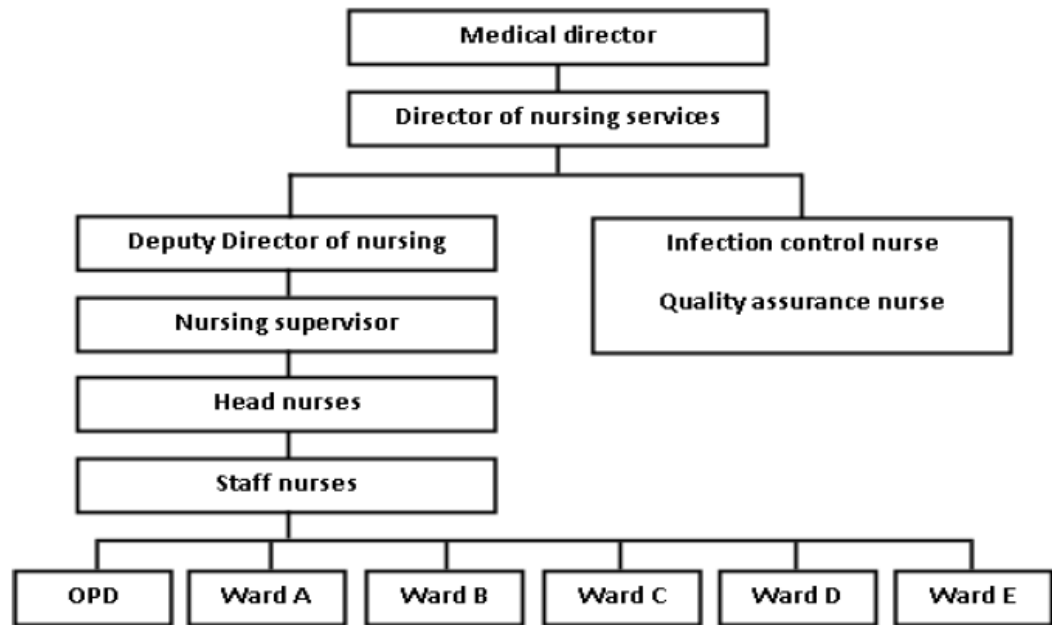 Medical director
Director of nursing services
Deputy Director of nursing
Infection control nurse
Quality assurance nurse
Nursing supervisor
Head nurses
Staff nurses
OPD
Ward A
Ward B
Ward C
Ward D
Ward E